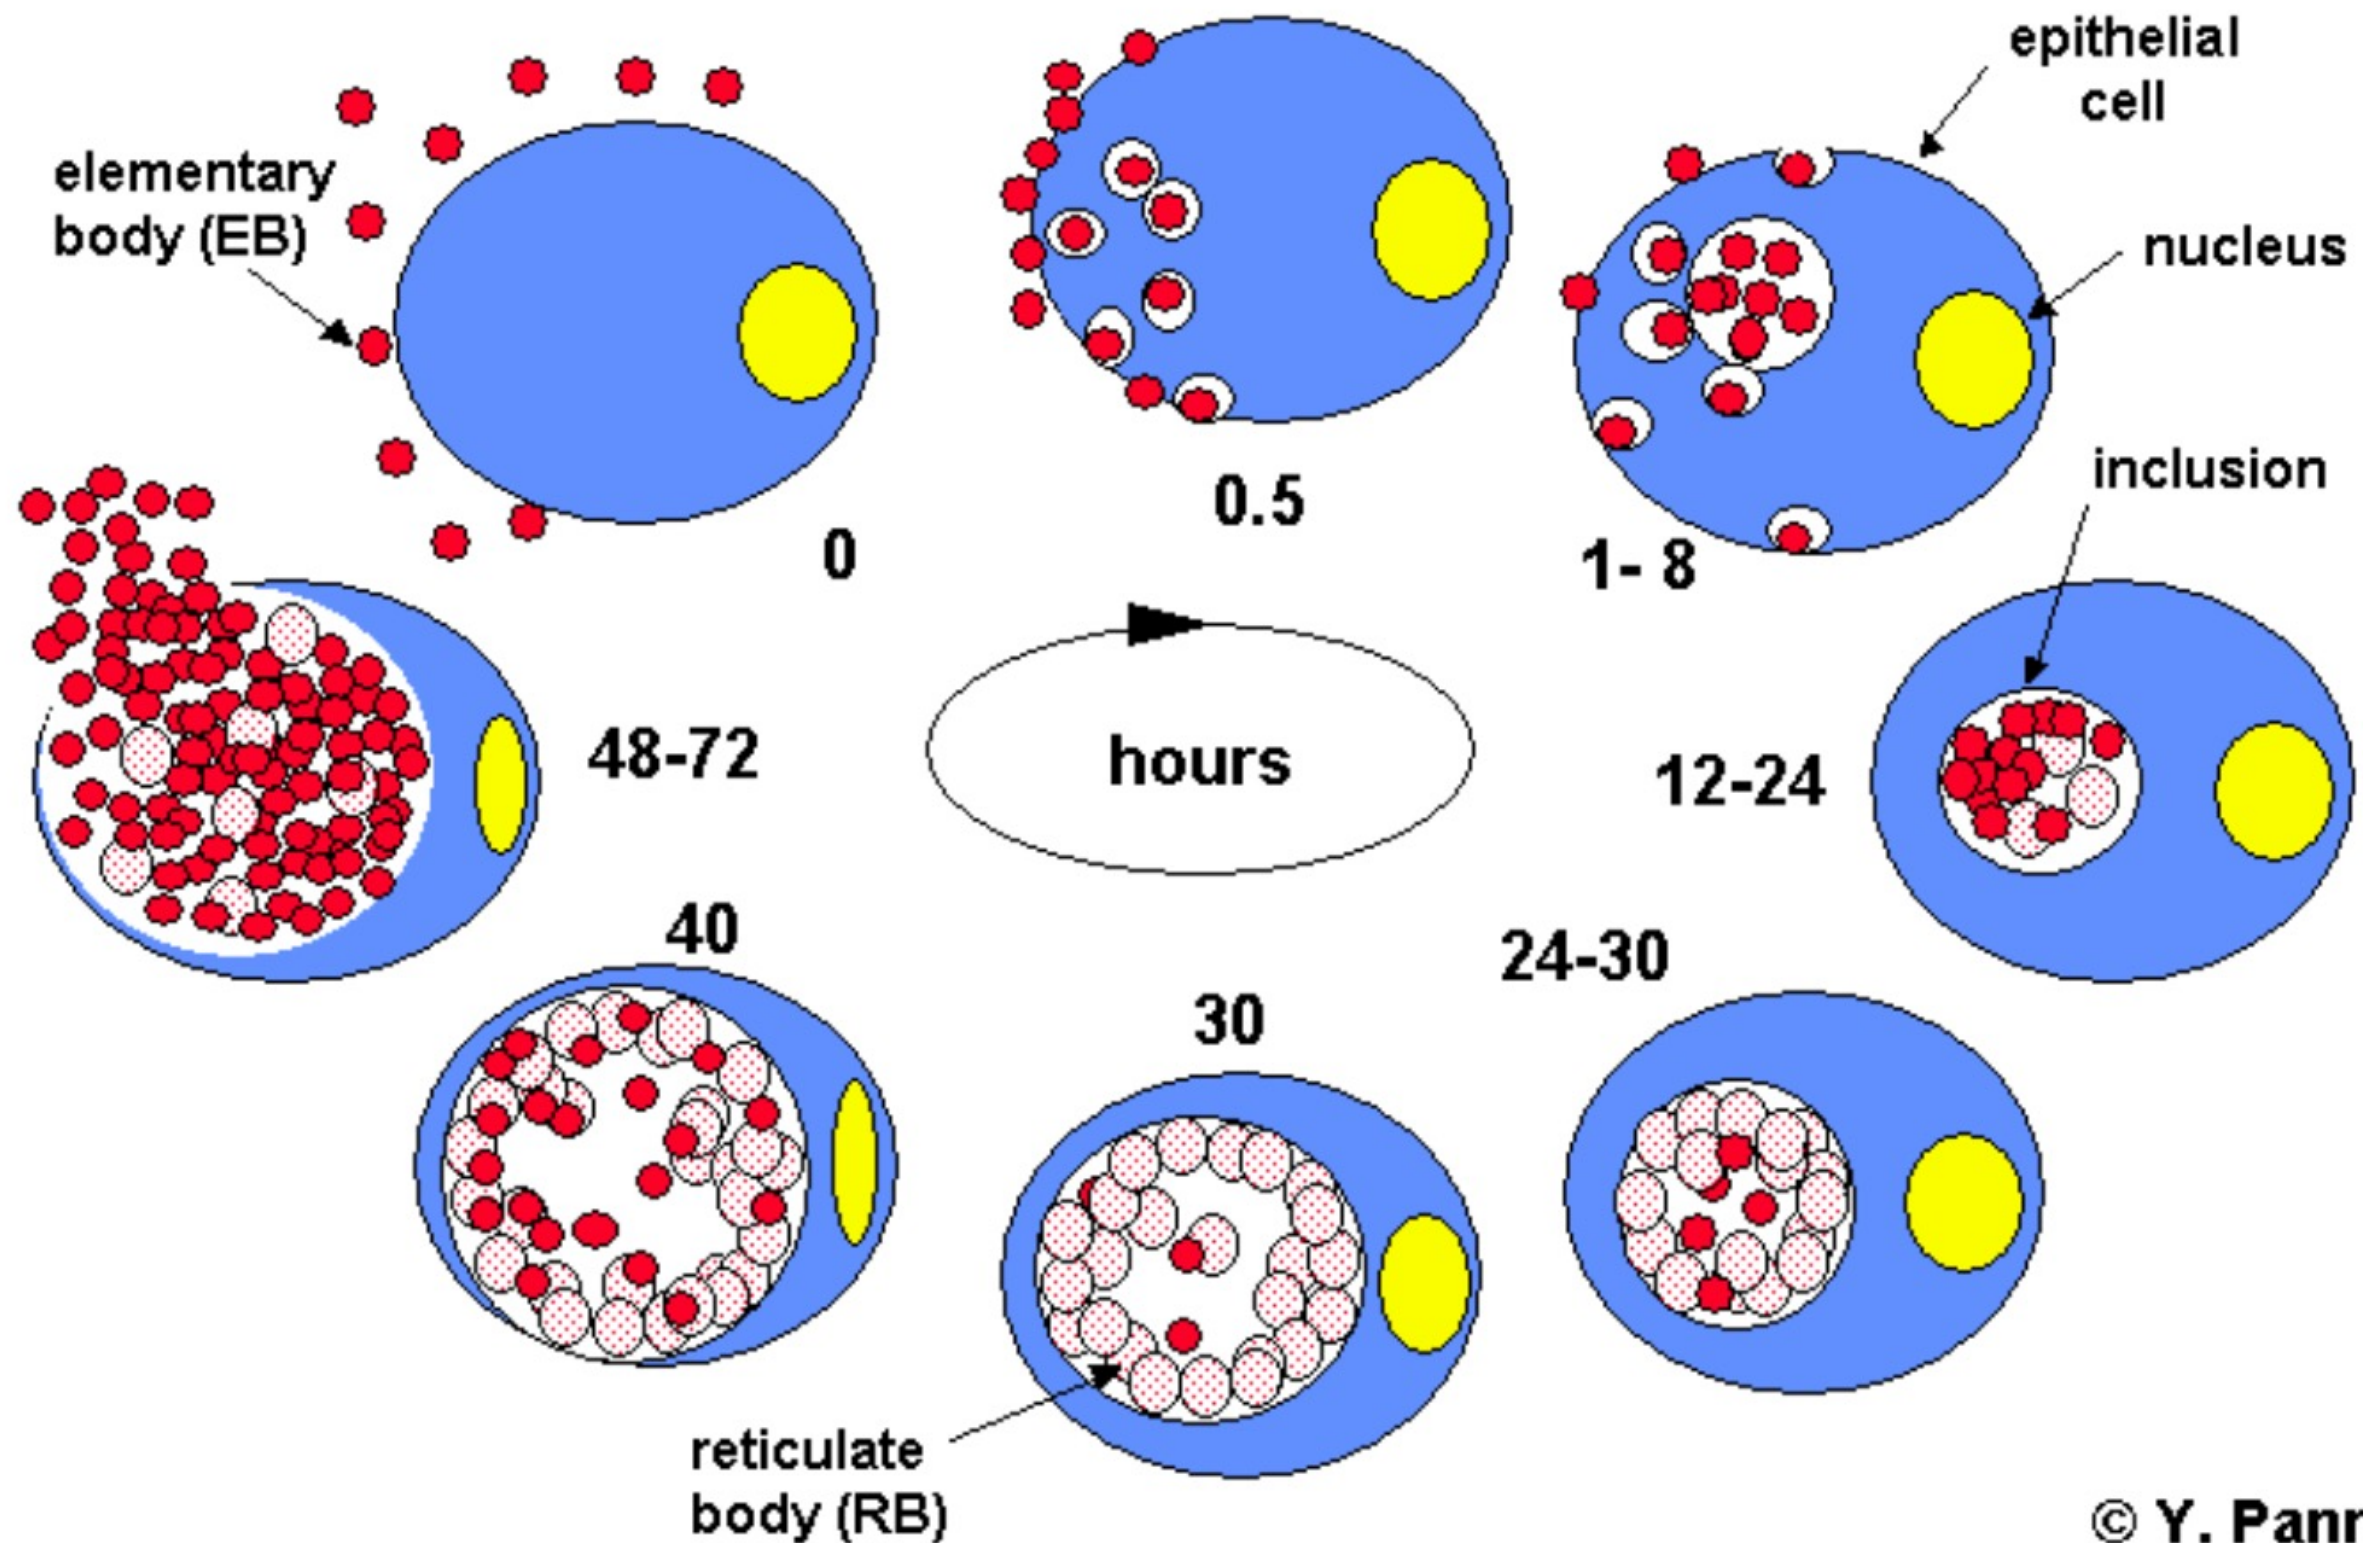 elementary
body (EB)
epithelial
cell
nucleus
inclusion
0
0.5
1- 8
12-24
24-30
30
40
48-72
hours
reticulate
body (RB)
© Y. Panr